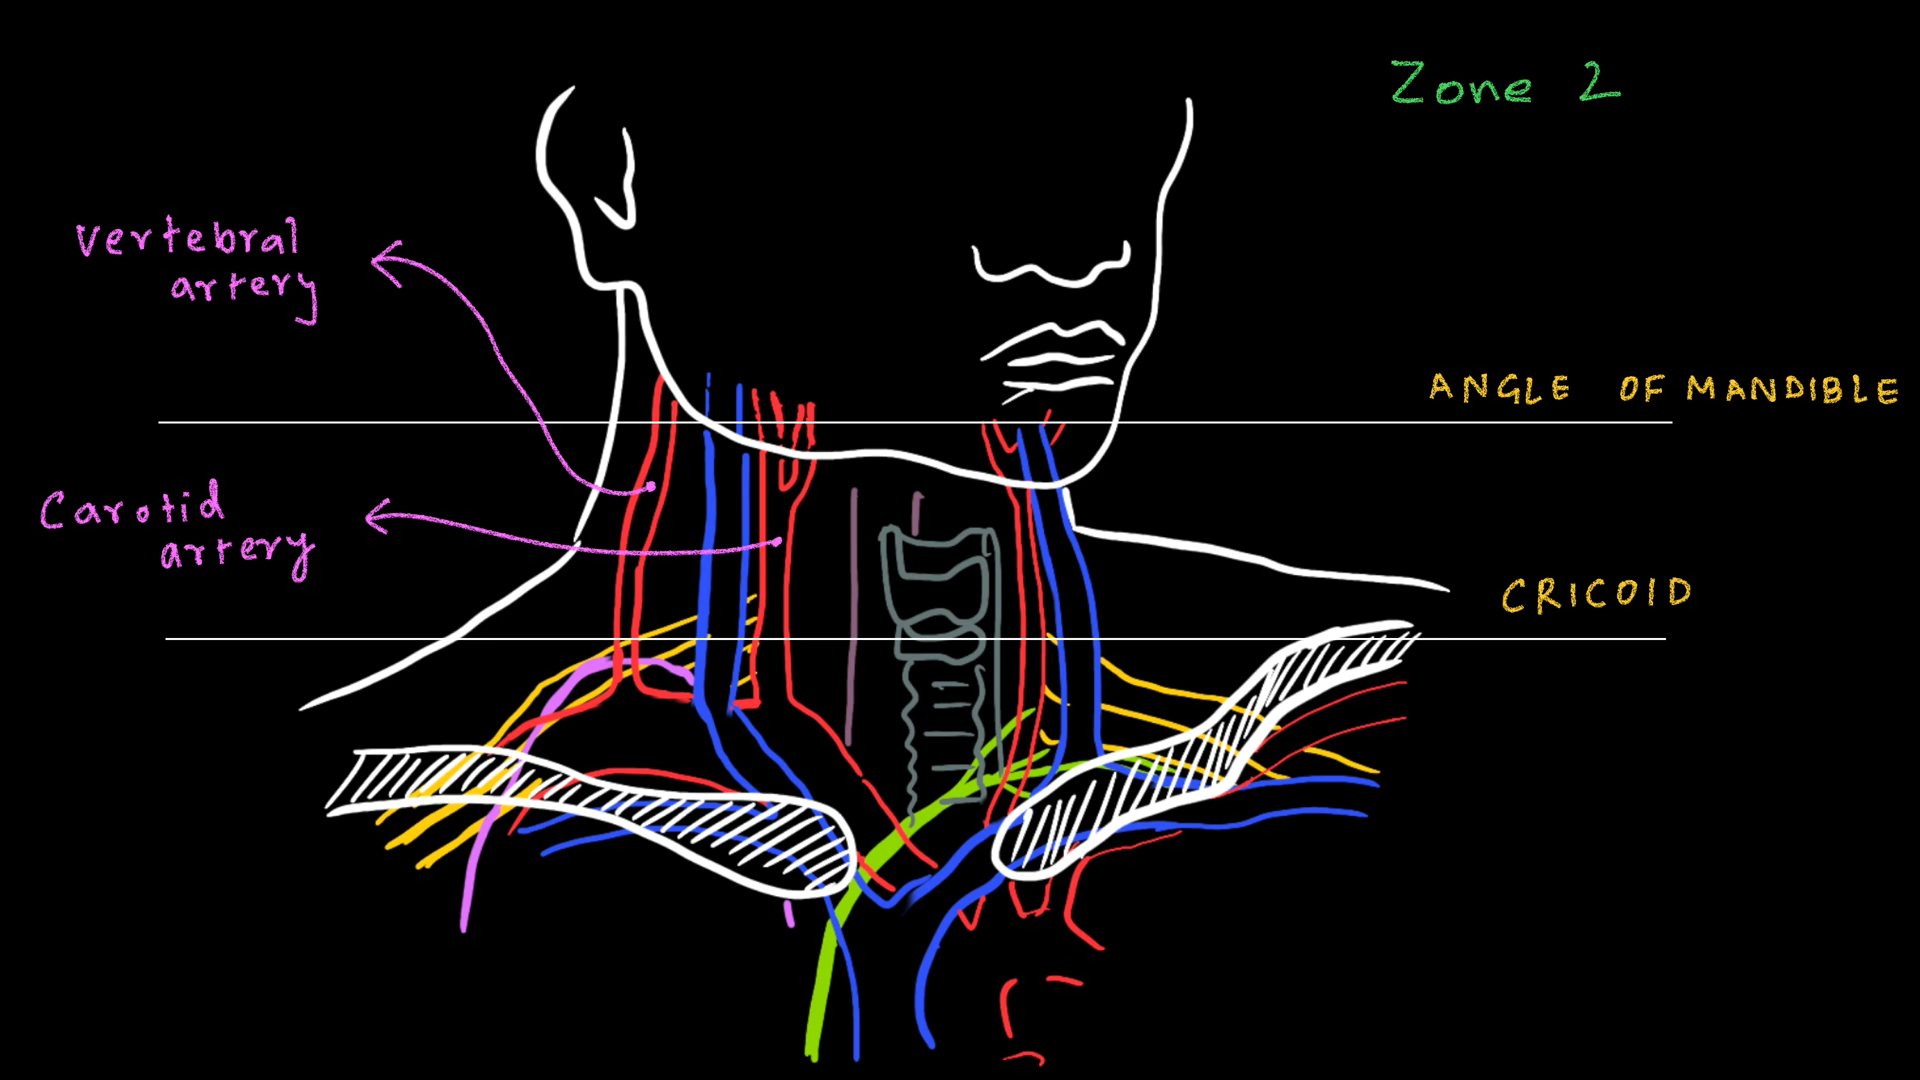 Zone 2
vertebral
artery
ANGLE OF MANDIBLE
Carotid
artery
CRICOID